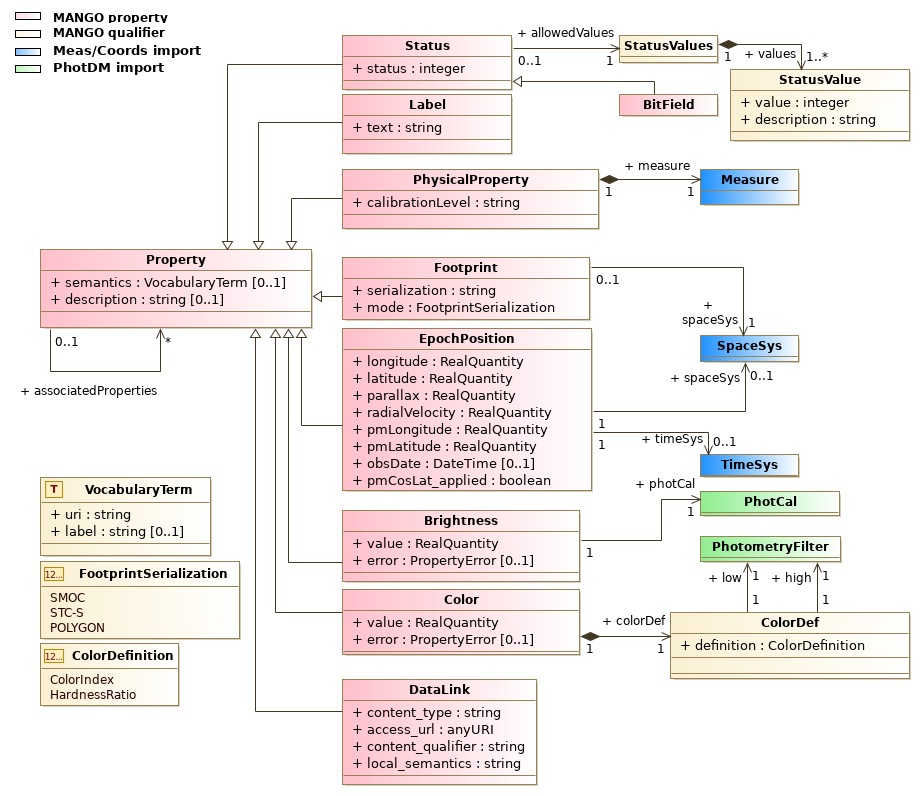 MANGO property
MANGO qualifier
Meas/Coords import
PhotDM import
Status
+ status : integer
+ allowedValues
0..1
1
StatusValues
1
+ values
1..*
StatusValue
+ value : integer
+ description : string
BitField
Label
+ text : string
PhysicalProperty
+ calibrationLevel : string
+ measure
1
1
Measure
Property
+ semantics : VocabularyTerm [0..1]
+ description : string [0..1]
0..1
*
+ associatedProperties
Footprint
+ serialization : string
+ mode : FootprintSerialization
0..1
+
spaceSys
1
SpaceSys
+ spaceSys
0..1
EpochPosition
+ longitude : RealQuantity
+ latitude : RealQuantity
+ parallax : RealQuantity
+ radialVelocity : RealQuantity
+ pmLongitude : RealQuantity
+ pmLatitude : RealQuantity
+ obsDate : DateTime [0..1]
+ pmCosLat_applied : boolean
1
1
+ timeSys
0..1
TimeSys
+ photCal
1
PhotCal
Brightness
+ value : RealQuantity
+ error : PropertyError [0..1]
1
PhotometryFilter
+ low
1
+ high
1
1
1
VocabularyTerm
T
+ uri : string
+ label : string [0..1]
12...
FootprintSerialization
SMOC
STC-S
POLYGON
12...
ColorDefinition
ColorIndex
HardnessRatio
Color
+ value : RealQuantity
+ error : PropertyError [0..1]
+ colorDef
1
1
ColorDef
+ definition : ColorDefinition
DataLink
+ content_type : string
+ access_url : anyURI
+ content_qualifier : string
+ local_semantics : string